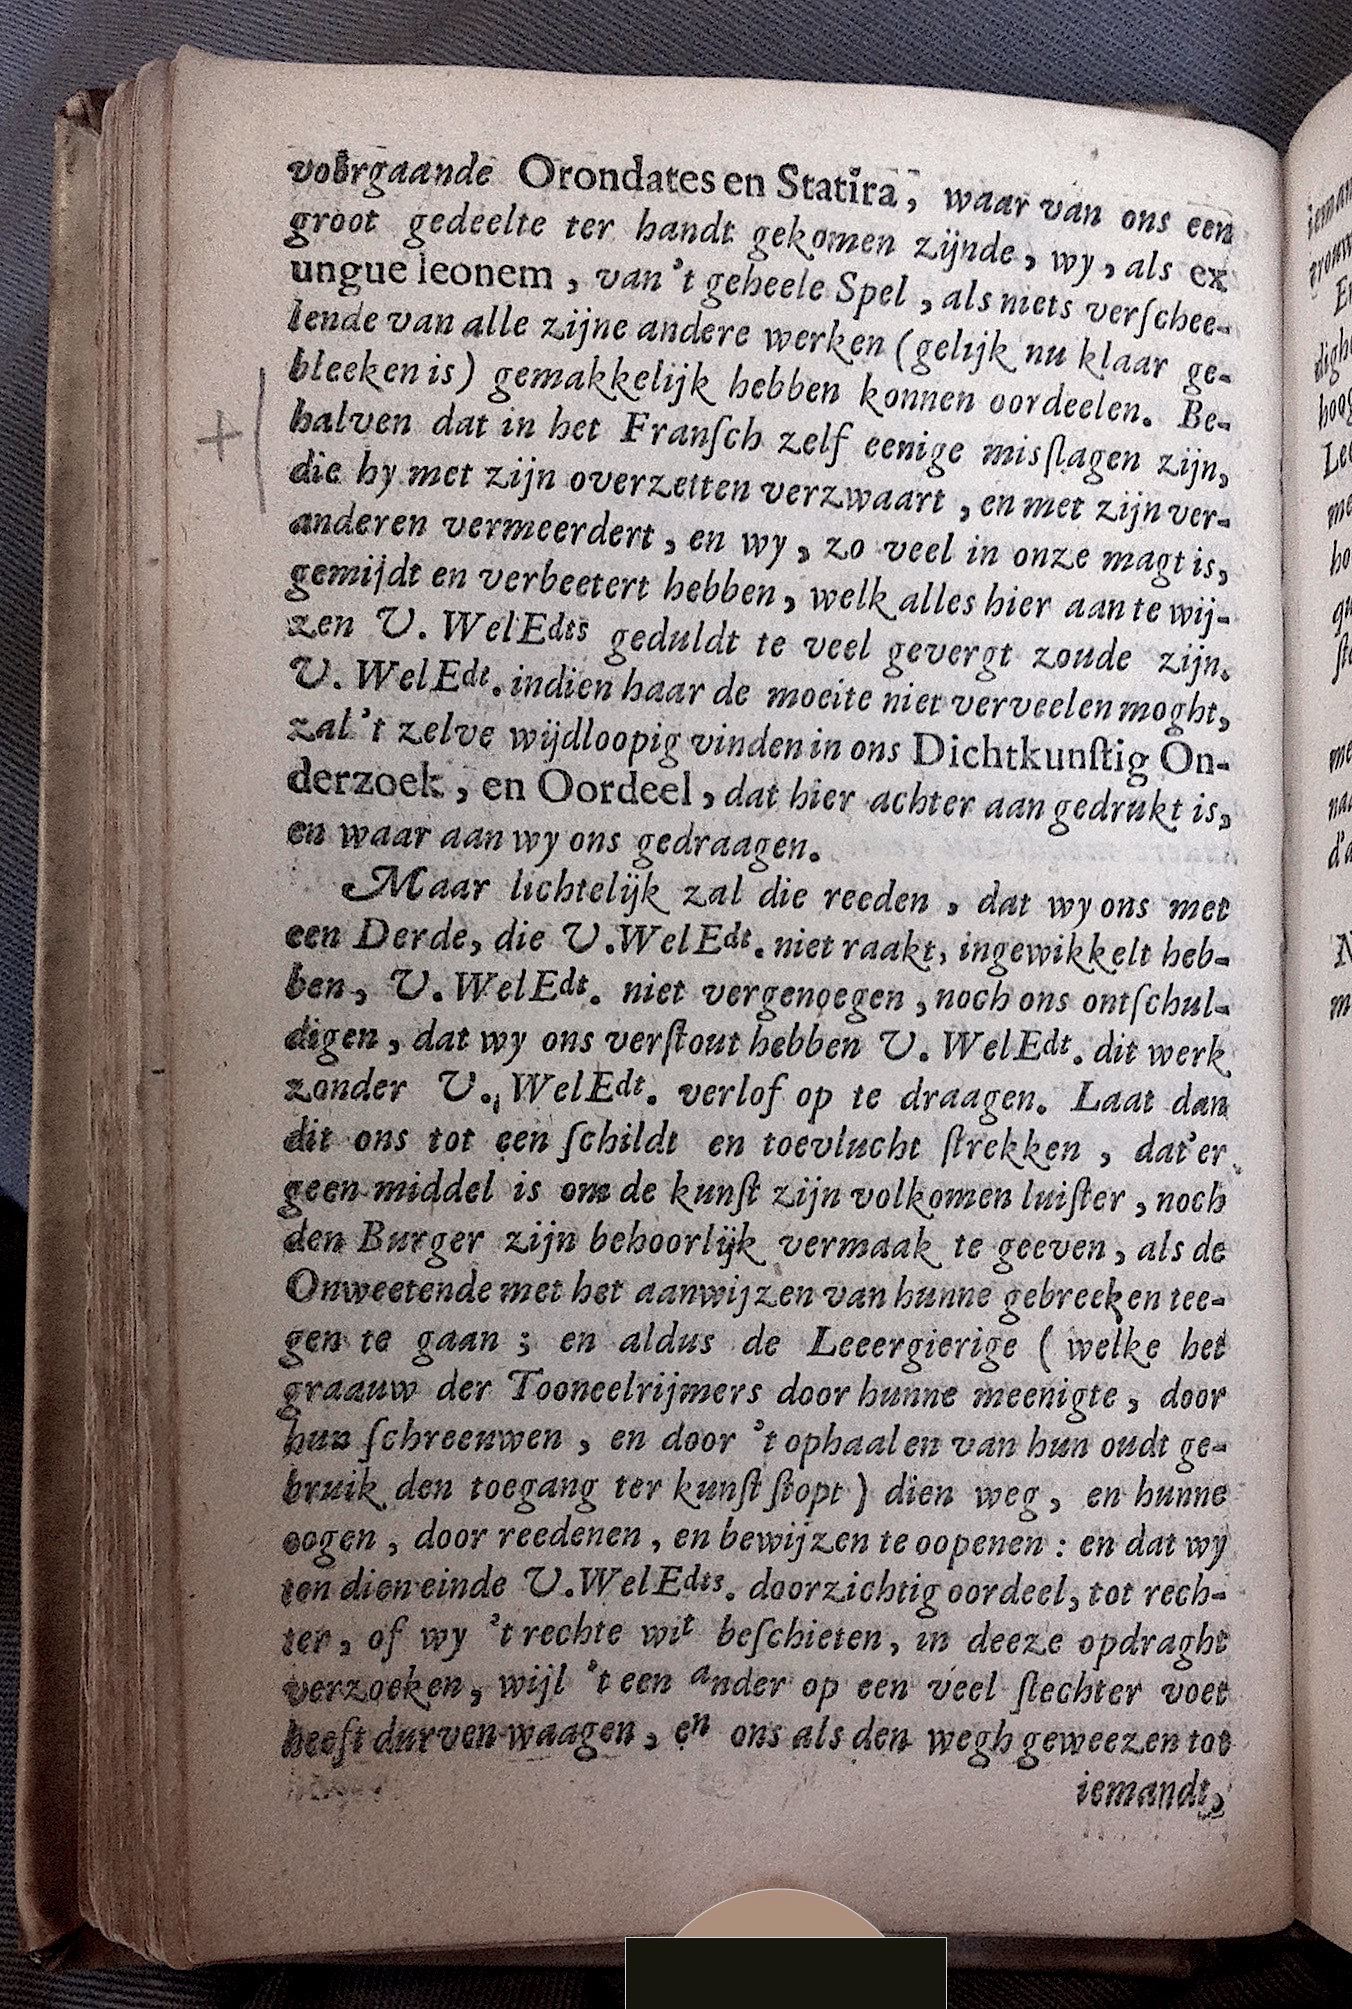 voorgaande Orondates en Statira, waar van ons een
groot gedeelte ter handt gekomen zijnde, wy, als ex
ungue leonem, van 't geheele Spel, als niets verſchee-
lende van alle zijne andere werken (gelijk nu klaar ge-
bleeken is) gemakkelijk hebben konnen oordeelen. Be-
halven dat in het Franſch zelf eenige misſlagen zijn,
die hy met zijn overzetten verzwaart, en met zijn ver-
anderen vermeerdert, en wy, zo veel in onze magt is,
gemijdt en verbeetert hebben, welk alles hier aan te wij-
zen U. WelEdts geduldt te veel gevergt zoude zijn.
U. WelEdt. indien haar de moeite niet verveelen moght,
zal 't zelve wijdloopig vinden in ons Dichtkunſtig On-
derzoek, en Oordeel, dat hier achter aan gedrukt is,
en waar aan wy ons gedraagen.
Maar lichtelijk zal die reeden, dat wy ons met
een Derde, die U.WelEdt. niet raakt, ingewikkelt heb-
ben, U. WelEdt. niet vergenoegen, noch ons ontſchul-
digen, dat wy ons verſtout hebben U. WelEdt. dit werk
zonder U. WelEdt. verlof op te draagen. Laat dan
dit ons tot een ſchildt en toevlucht ſtrekken, dat'er
geen middel is om de kunſt zijn volkomen luiſter, noch
den Burger zijn behoorlijk vermaak te geeven, als de
Onweetende met het aanwijzen van hunne gebreeken tee-
gen te gaan; en aldus de Leeergierige (welke het
graauw der Tooneelrijmers door hunne meenigte, door
hun ſchreenwen, en door 't ophaalen van hun oudt ge-
bruik den toegang ter kunſt ſtopt) dien weg, en hunne
oogen, door reedenen, en bewijzen te oopenen: en dat wy
ten dien einde U.WelEdts. doorzichtig oordeel, tot rech-
ter, of wy 't rechte wit beſchieten, in deeze opdraght
verzoeken, wijl 't een ander op een veel ſlechter voet
heeft durven waagen, en ons als den wegh geweezen tot
iemandt,